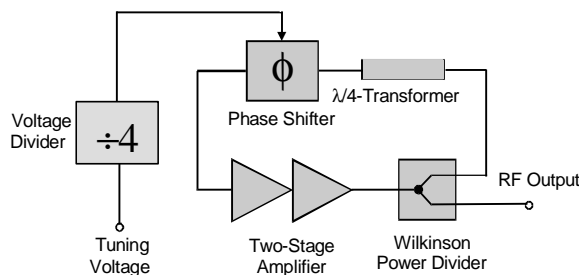 ϕ
λ/4-Transformer
Phase Shifter
Voltage
Divider
÷4
RF Output
Tuning
Voltage
Two-Stage
Amplifier
Wilkinson
Power Divider